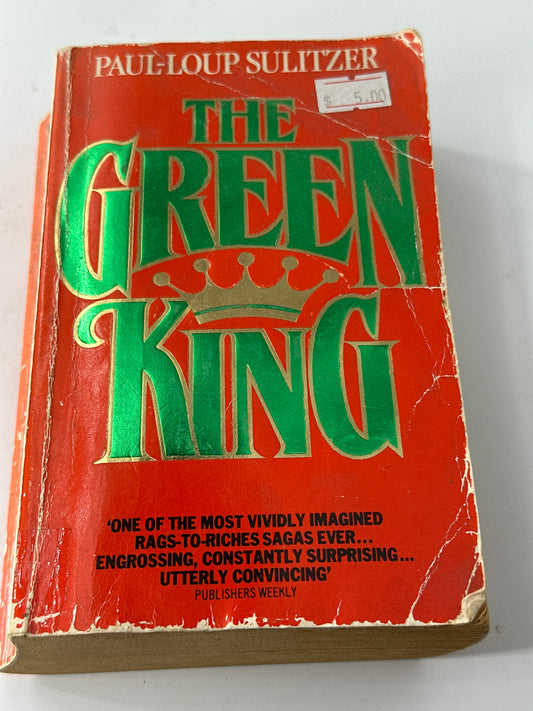 PAUL-LOUP SULITZER
$ 5.00
THE
GREEN
KING
'ONE OF THE MOST VIVIDLY IMAGINED
RAGS-TO-RICHES SAGAS EVER...
ENGROSSING, CONSTANTLY SURPRISING...
UTTERLY CONVINCING'
PUBLISHERS WEEKLY